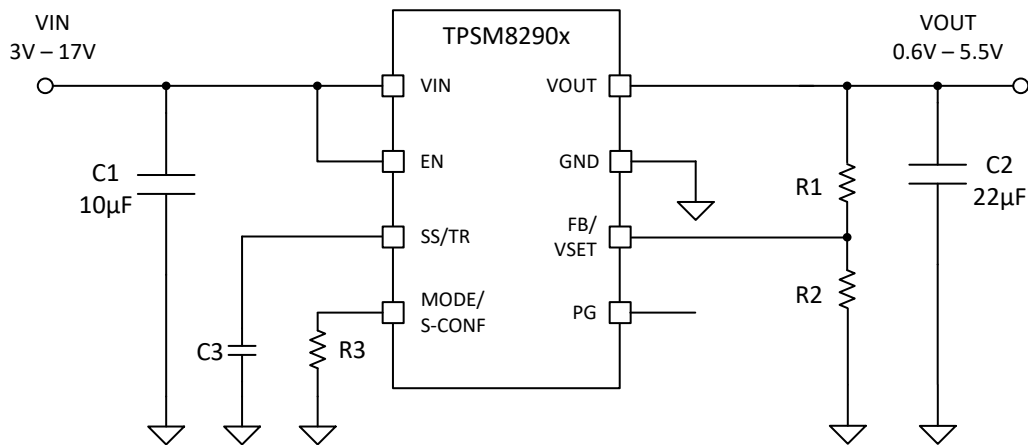 VIN
3V – 17V
TPSM8290x
VOUT
0.6V – 5.5V
VIN
VOUT
EN
GND
C1
10µF
R1
C2
22µF
SS/TR
FB/
VSET
MODE/
S-CONF
PG
R2
C3
R3